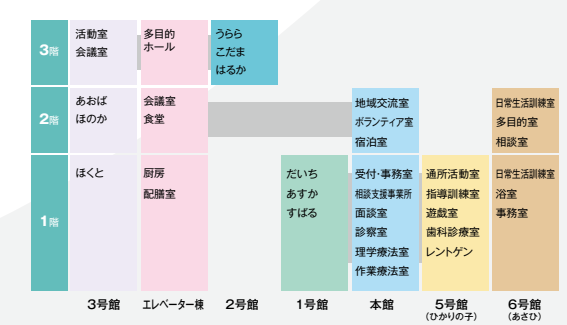 3階
活動室
会議室
多目的
ホール
うらら
こだま
はるか
2階
あおば
ほのか
会議室
食堂
地域交流室
ボランティア室
宿泊室
日常生活訓練室
多目的室
相談室
1階
ほくと
厨房
配膳室
だいち
あすか
すばる
受付・事務室
相談支援事業所
面談室
診察室
理学療法室
作業療法室
通所活動室
指導訓練室
遊戯室
歯科診療室
レントゲン
日常生活訓練室
浴室
事務室
3号館
エレベーター棟
2号館
1号館
本館
5号館
(ひかりの子)
6号館
(あさひ)